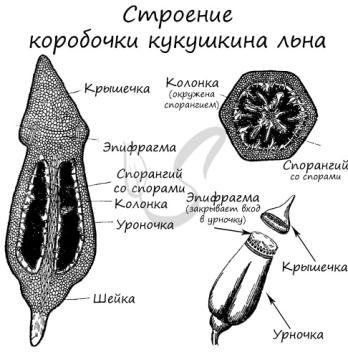 Строение
коробочки кукушкина льна
Крышечка
Эпифрагма
Спорангий
со спорами
Колонка
Уроночка
Шейка
Колонка
(окружена
спорангием)
Спорангий
со спорами
Эпифрагма
(закрывает вход
в урночку)
Крышечка
Урночка